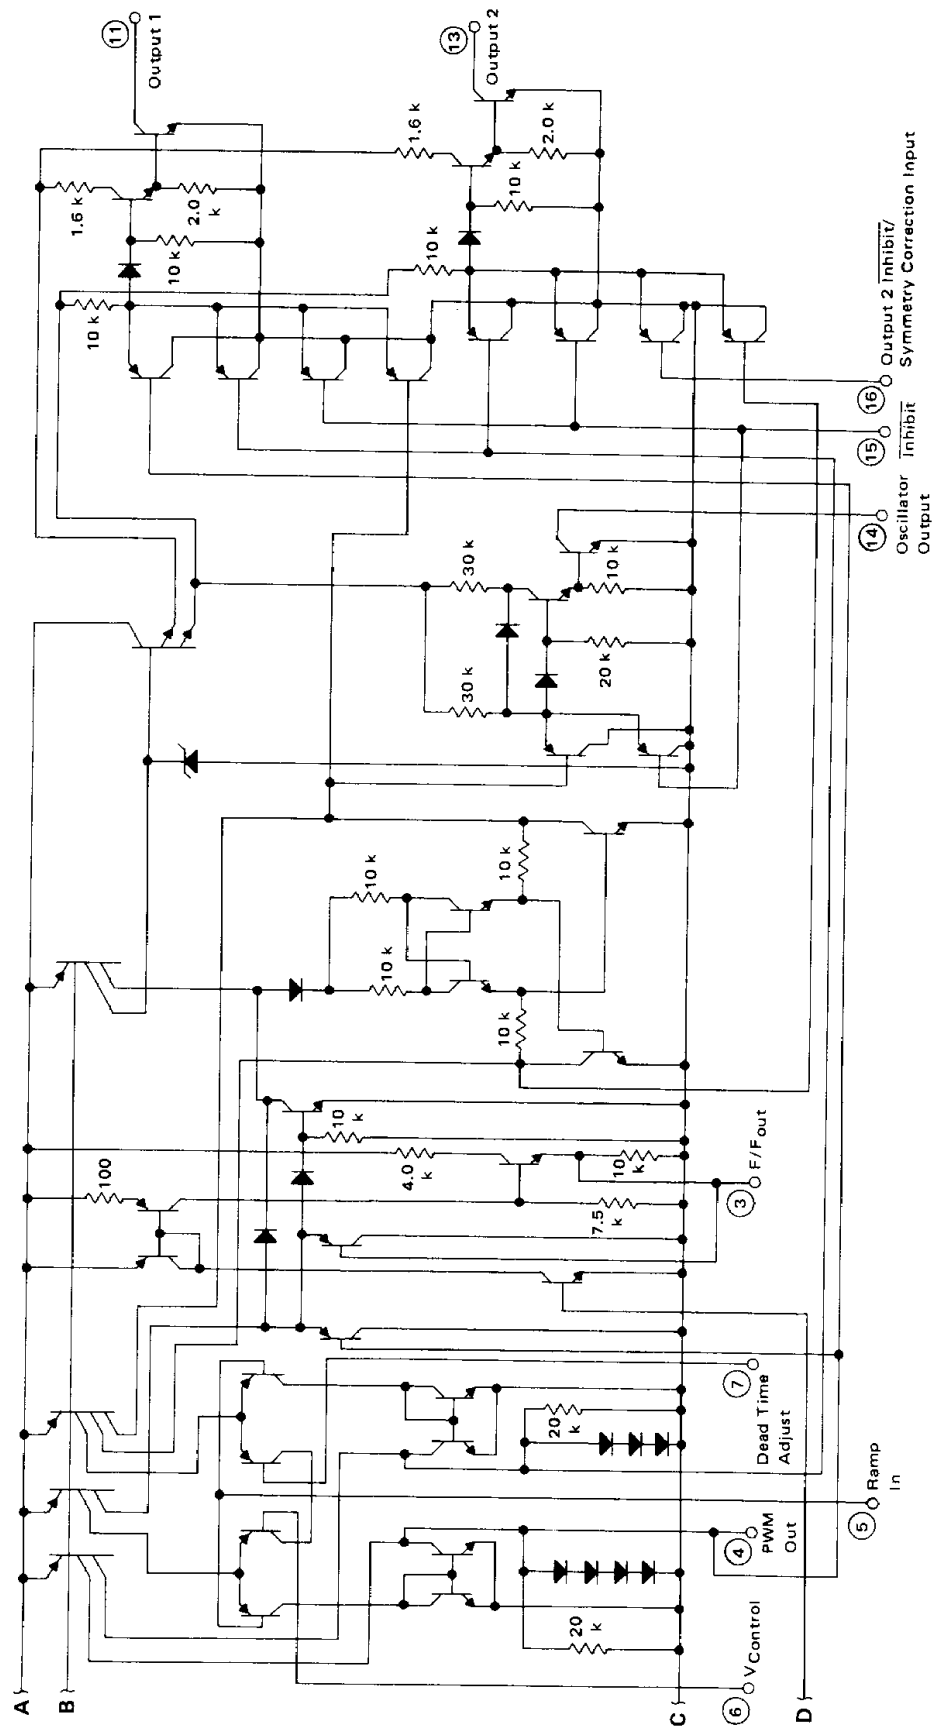 A
B
C
D
6
V Control
20
k
4
PWM
Out
5
Ramp
In
20
k
Dead Time
Adjust
7
100
7.5
k
4.0
k
10
k
10
k
3
F/F out
10 k
10 k
10 k
10 k
30 k
30 k
20 k
10 k
14
Oscillator
Output
15
Inhibit
16
Output 2 Inhibit/
Symmetry Correction Input
10 k
10 k
1.6 k
2.0
k
11
Output 1
10 k
10 k
1.6 k
2.0 k
13
Output 2